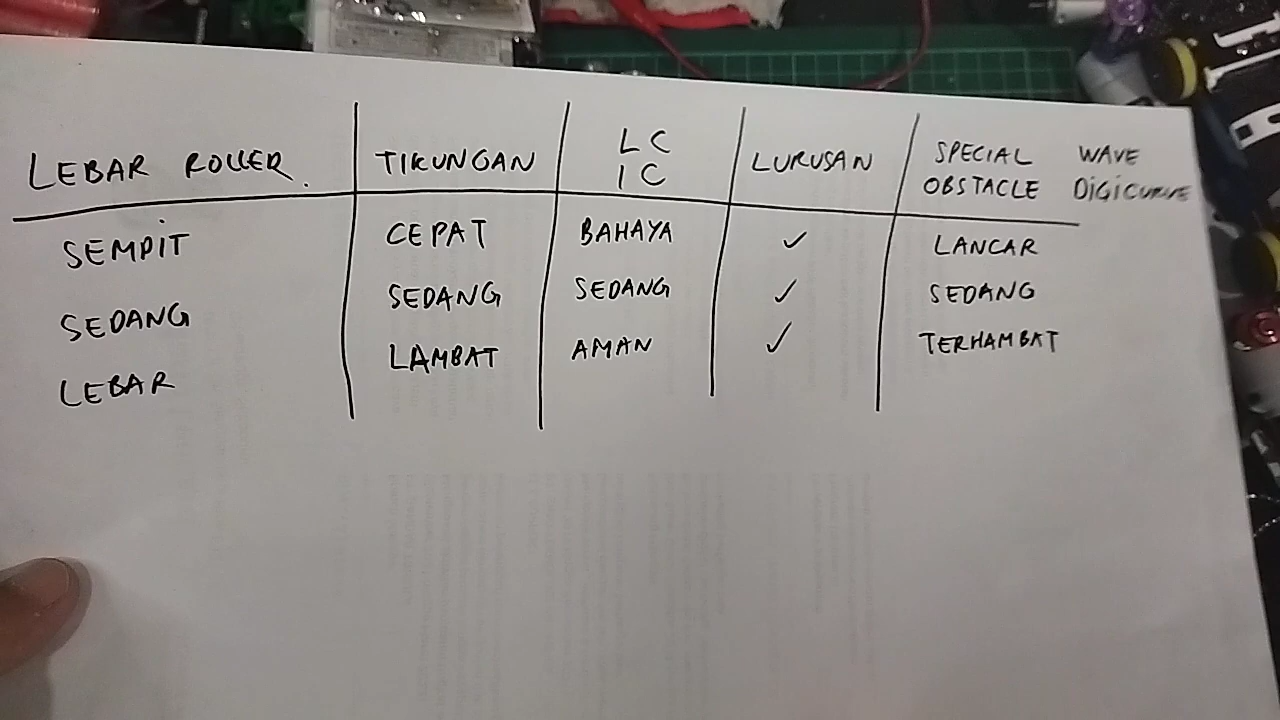 LEBAR ROLLER. TIKUNGAN LC IC LURUSAN SPECIAL OBSTACLE WAVE DIGICURVE
SEMPIT CEPAT BAHAYA ✓ LANCAR
SEDANG SEDANG SEDANG ✓ SEDANG
LEBAR LAMBAT AMAN ✓ TERHAMBAT